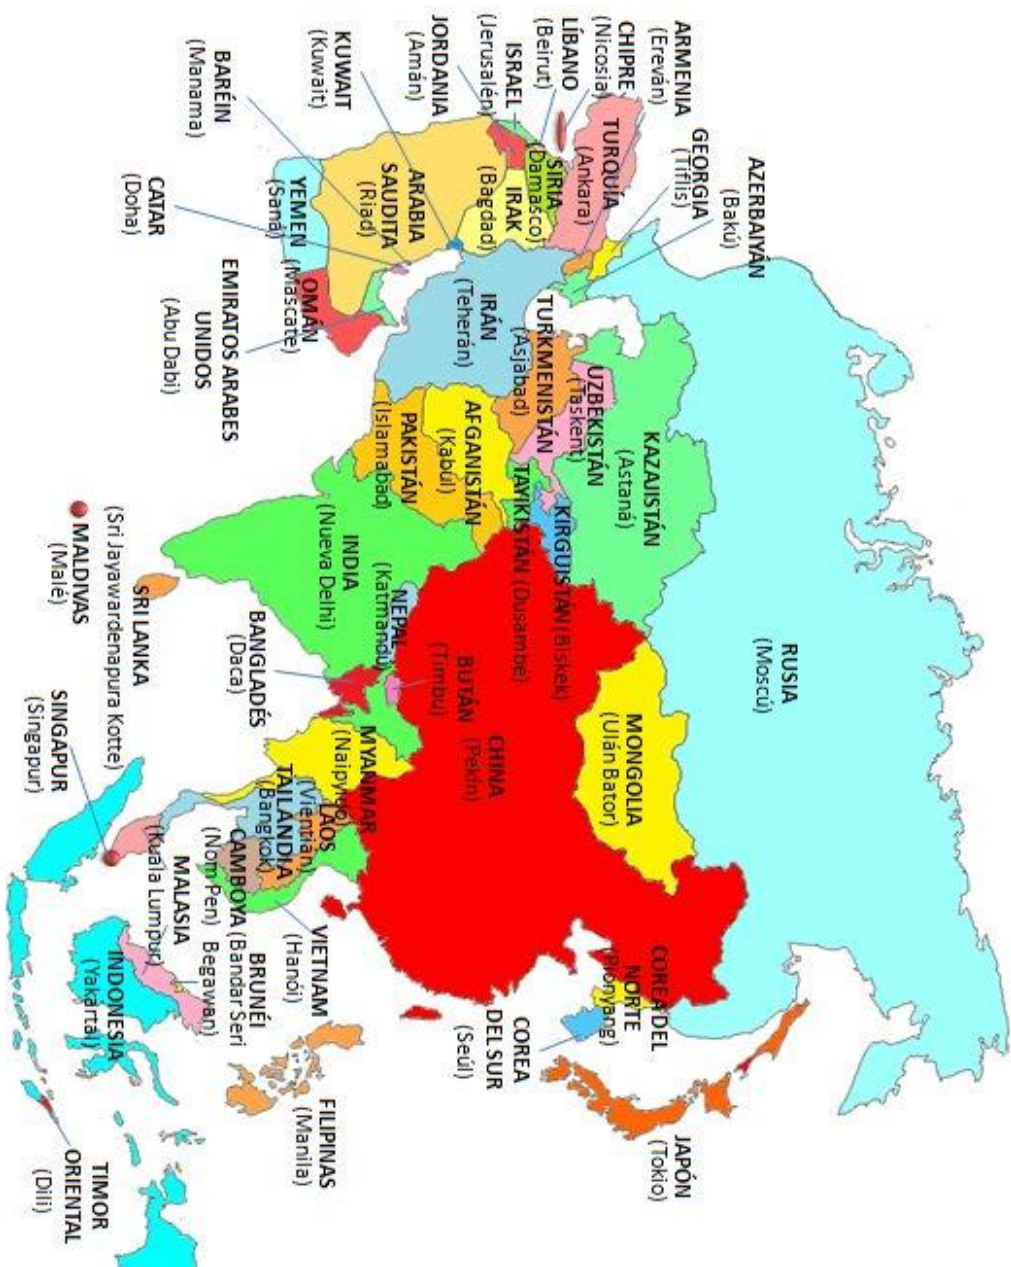 ARMENIA
(Ereván)
CHIPRE
(Nicosia)
LÍBANO
(Beirut)
ISRAEL
(Jerusalén)
JORDANIA
(Amán)
KUWAIT
(Kuwait)
BARÉIN
(Manama)
GEORGIA
(Tiflis)
AZERBAIYÁN
(Bakú)
TURQUÍA
(Ankara)
SIRIA
(Damasco)
IRAK
(Bagdad)
ARABIA
SAUDITA
(Riad)
YEMEN
(Saná)
CATAR
(Doha)
OMÁN
(Mascate)
EMIRATOS ARABES
UNIDOS
(Abu Dabi)
IRÁN
(Teherán)
TURKMENISTÁN
(Asjabad)
UZBEKISTÁN
(Taskent)
KAZAJISTÁN
(Astaná)
RUSIA
(Moscú)
AFGANISTÁN
(Kabúl)
PAKISTÁN
(Islamabad)
TAYIKISTÁN (Dusambé)
KIRGUISTÁN (Biskek)
INDIA
(Nueva Delhi)
NEPAL
(Katmandú)
BUTÁN
(Timbu)
BANGLADÉS
(Daca)
MALDIVAS
(Malé)
SRI LANKA
(Sri Jayawardenapura Kotte)
CHINA
(Pekín)
MONGOLIA
(Ulán Bator)
MYANMAR
(Naipyido)
LAOS
(Vientián)
TAILANDIA
(Bangkok)
CAMBOYA
(Nom Pen)
VIETNAM
(Hanói)
SINGAPUR
(Singapur)
MALASIA
(Kuala Lumpur)
BRUNÉI
(Bandar Seri
Begawan)
INDONESIA
(Yakárta)
FILIPINAS
(Manila)
COREA DEL
NORTE
(Pionyang)
COREA
DEL SUR
(Seúl)
JAPÓN
(Tokio)
TIMOR
ORIENTAL
(Dili)